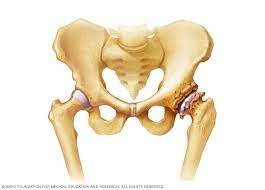 © MAYO FOUNDATION FOR MEDICAL EDUCATION AND RESEARCH. ALL RIGHTS RESERVED.